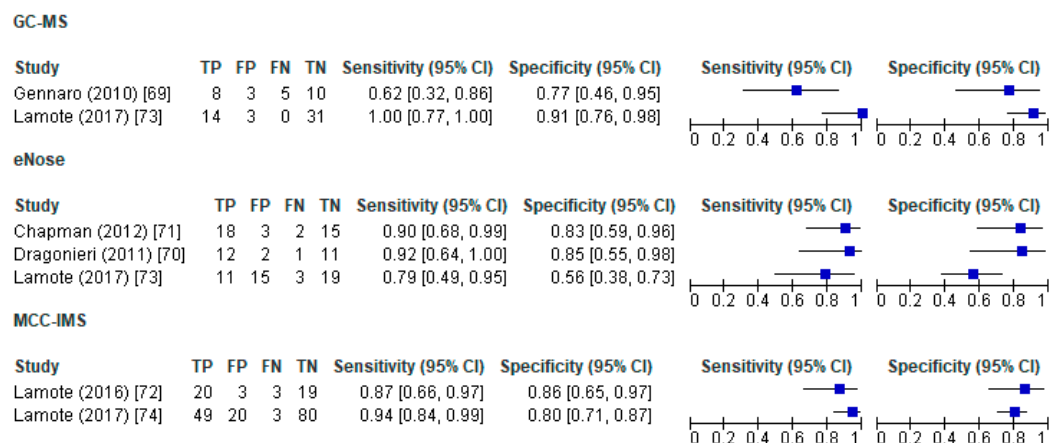 GC-MS
Study TP FP FN TN Sensitivity (95% CI) Specificity (95% CI) Sensitivity (95% CI) Specificity (95% CI)
Gennaro (2010) [69] 8 3 5 10 0.62 [0.32, 0.86] 0.77 [0.46, 0.95]
Lamote (2017) [73] 14 3 0 31 1.00 [0.77, 1.00] 0.91 [0.76, 0.98]
0 0.2 0.4 0.6 0.8 1 0 0.2 0.4 0.6 0.8 1
eNose
Study TP FP FN TN Sensitivity (95% CI) Specificity (95% CI) Sensitivity (95% CI) Specificity (95% CI)
Chapman (2012) [71] 18 3 2 15 0.90 [0.68, 0.99] 0.83 [0.59, 0.96]
Dragonieri (2011) [70] 12 2 1 11 0.92 [0.64, 1.00] 0.85 [0.55, 0.98]
Lamote (2017) [73] 11 15 3 19 0.79 [0.49, 0.95] 0.56 [0.38, 0.73]
0 0.2 0.4 0.6 0.8 1 0 0.2 0.4 0.6 0.8 1
MCC-IMS
Study TP FP FN TN Sensitivity (95% CI) Specificity (95% CI) Sensitivity (95% CI) Specificity (95% CI)
Lamote (2016) [72] 20 3 3 19 0.87 [0.66, 0.97] 0.86 [0.65, 0.97]
Lamote (2017) [74] 49 20 3 80 0.94 [0.84, 0.99] 0.80 [0.71, 0.87]
0 0.2 0.4 0.6 0.8 1 0 0.2 0.4 0.6 0.8 1